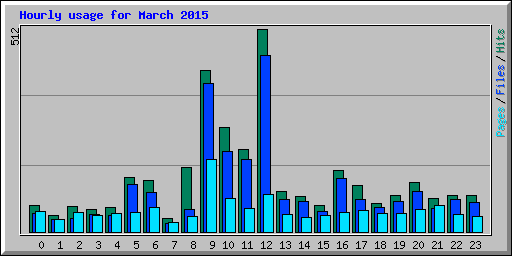 Hourly usage for March 2015
512
Pages / Files / Hits
0 1 2 3 4 5 6 7 8 9 10 11 12 13 14 15 16 17 18 19 20 21 22 23